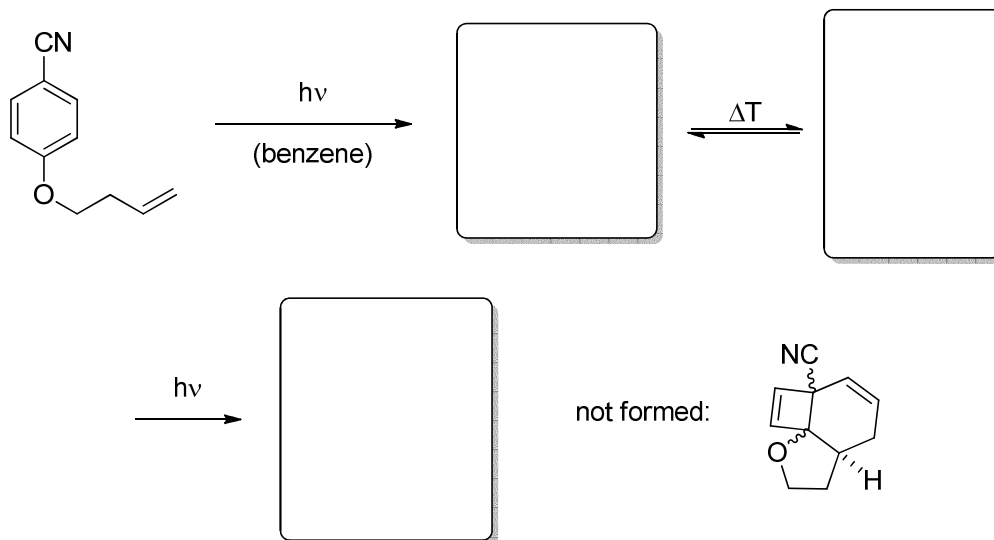 CN
hν
(benzene)
ΔT
O
hν
not formed:
NC
O
H